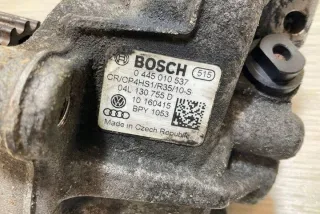 BOSCH 515
0 445 010 537
CR/CP4HS1/R35/10-S
04L 130 755 D
10 160415
BPY 1053
Made in Czech Republic